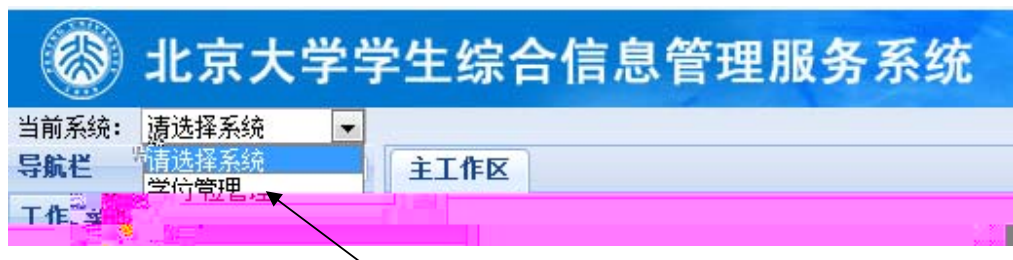 北京大学学生综合信息管理服务系统
当前系统： 请选择系统
导航栏 请选择系统 主工作区
学位管理
工作